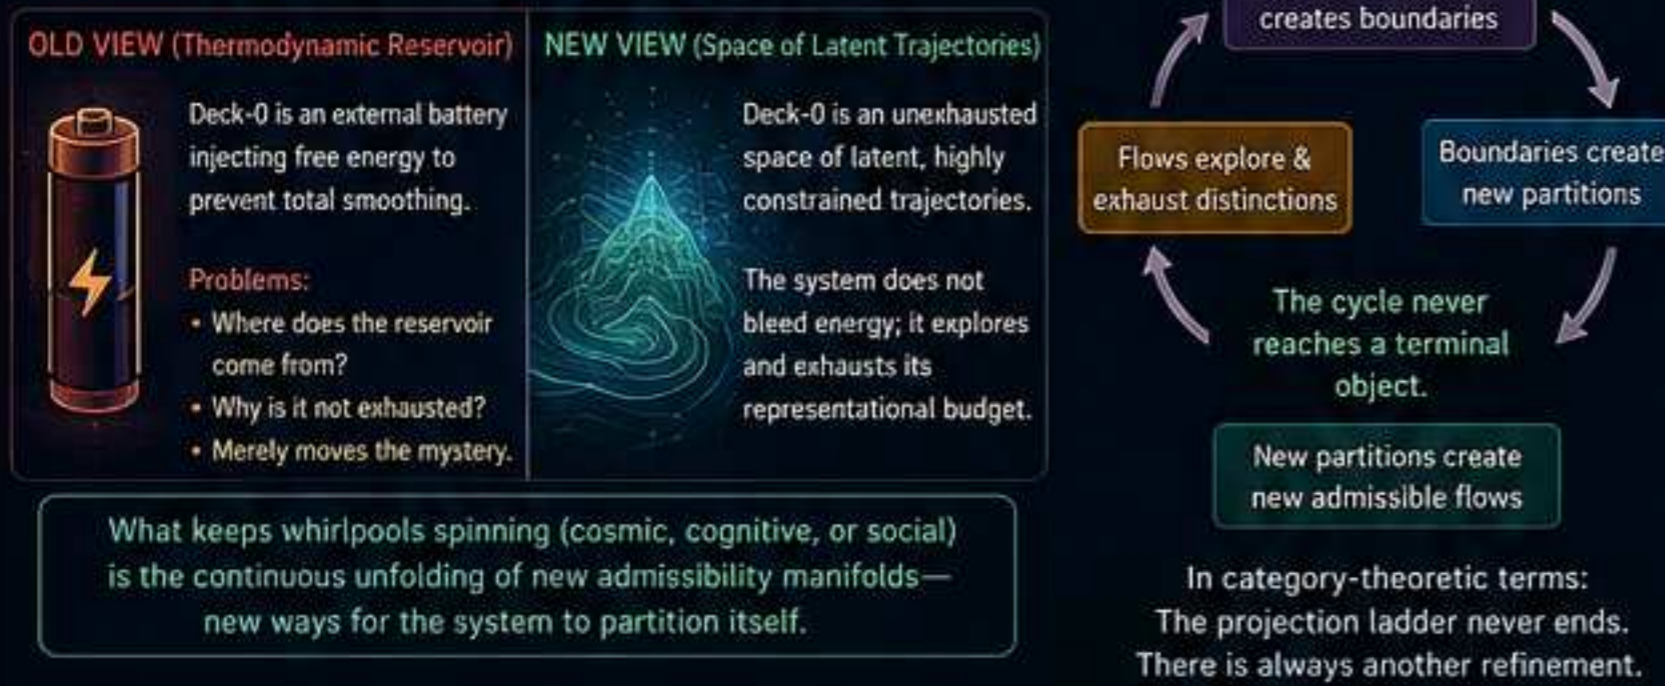 OLD VIEW (Thermodynamic Reservoir)
Deck-0 is an external battery
injecting free energy to
prevent total smoothing.
Problems:
• Where does the reservoir
come from?
• Why is it not exhausted?
• Merely moves the mystery.
NEW VIEW (Space of Latent Trajectories)
Deck-0 is an unexhausted
space of latent, highly
constrained trajectories.
The system does not
bleed energy; it explores
and exhausts its
representational budget.
What keeps whirlpools spinning (cosmic, cognitive, or social)
is the continuous unfolding of new admissibility manifolds—
new ways for the system to partition itself.
creates boundaries
Boundaries create
new partitions
New partitions create
new admissible flows
Flows explore &
exhaust distinctions
The cycle never
reaches a terminal
object.
In category-theoretic terms:
The projection ladder never ends.
There is always another refinement.